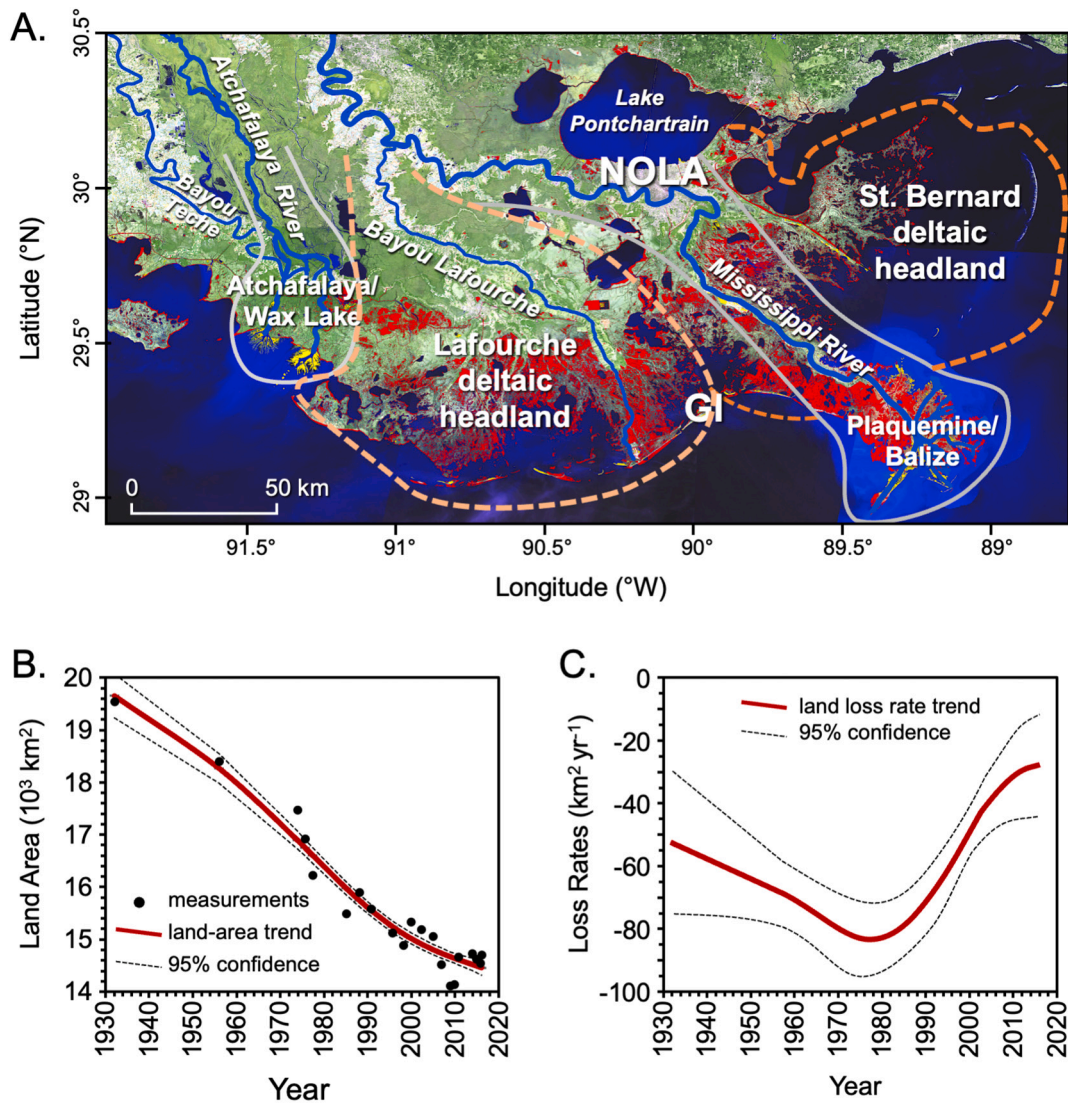 A.
30.5°
30°
29.5°
29°
Latitude (°N)
Atchafalaya River
Bayou
Teche
Atchafalaya/
Wax Lake
Bayou Lafourche
Lake
Pontchartrain
NOLA
Mississippi River
St. Bernard
deltaic
headland
Lafourche
deltaic
headland
GI
Plaquemine/
Balize
0 50 km
91.5° 91° 90.5° 90° 89.5° 89°
Longitude (°W)
B.
20
19
18
17
16
15
14
Land Area (10³ km²)
measurements
land-area trend
95% confidence
1930 1940 1950 1960 1970 1980 1990 2000 2010 2020
Year
C.
0
-20
-40
-60
-80
-100
Loss Rates (km² yr⁻¹)
land loss rate trend
95% confidence
1930 1940 1950 1960 1970 1980 1990 2000 2010 2020
Year